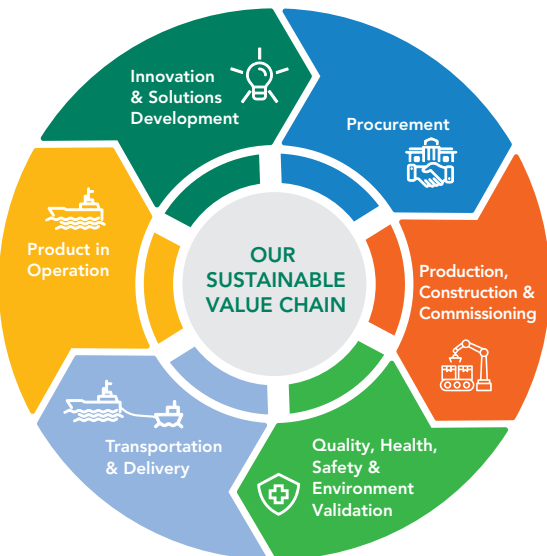 Innovation
& Solutions
Development
Procurement
Production,
Construction &
Commissioning
Quality, Health,
Safety &
Environment
Validation
Transportation
& Delivery
Product in
Operation
OUR
SUSTAINABLE
VALUE CHAIN